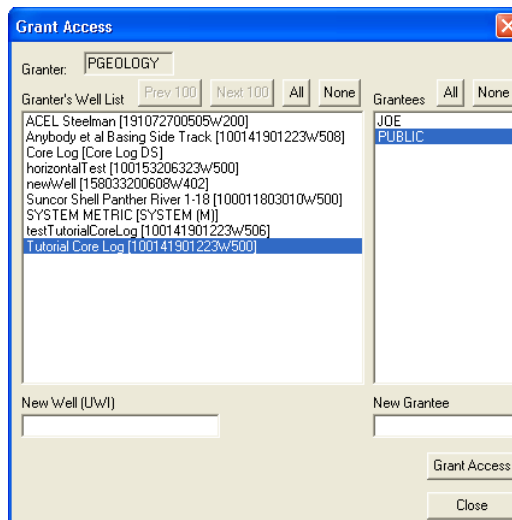 Grant Access
Granter: PGEOLOGY
Granter's Well List Prev 100 Next 100 All None
Grantees All None
ACEL Steelman [191072700505W200]
Anybody et al Basing Side Track [100141901223W508]
Core Log [Core Log DS]
horizontalTest [100153206323W500]
newWell [158033200608W402]
Suncor Shell Panther River 1-18 [100011803010W500]
SYSTEM METRIC [SYSTEM (M)]
testTutorialCoreLog [100141901223W506]
Tutorial Core Log [100141901223W500]
JOE
PUBLIC
New Well (UWI)
New Grantee
Grant Access
Close